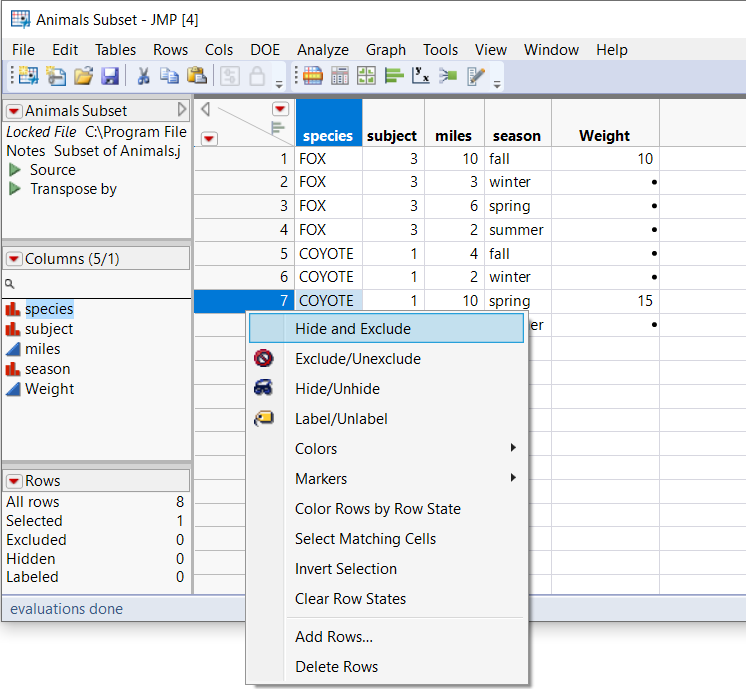 Animals Subset - JMP [4]
File Edit Tables Rows Cols DOE Analyze Graph Tools View Window Help
Animals Subset
Locked File C:\Program File
Notes Subset of Animals.j
Source
Transpose by
Columns (5/1)
species
subject
miles
season
Weight
Rows
All rows 8
Selected 1
Excluded 0
Hidden 0
Labeled 0
species subject miles season Weight
1 FOX 3 10 fall 10
2 FOX 3 3 winter •
3 FOX 3 6 spring •
4 FOX 3 2 summer •
5 COYOTE 1 4 fall •
6 COYOTE 1 2 winter •
7 COYOTE 1 10 spring 15
er •
Hide and Exclude
Exclude/Unexclude
Hide/Unhide
Label/Unlabel
Colors
Markers
Color Rows by Row State
Select Matching Cells
Invert Selection
Clear Row States
Add Rows...
Delete Rows
evaluations done